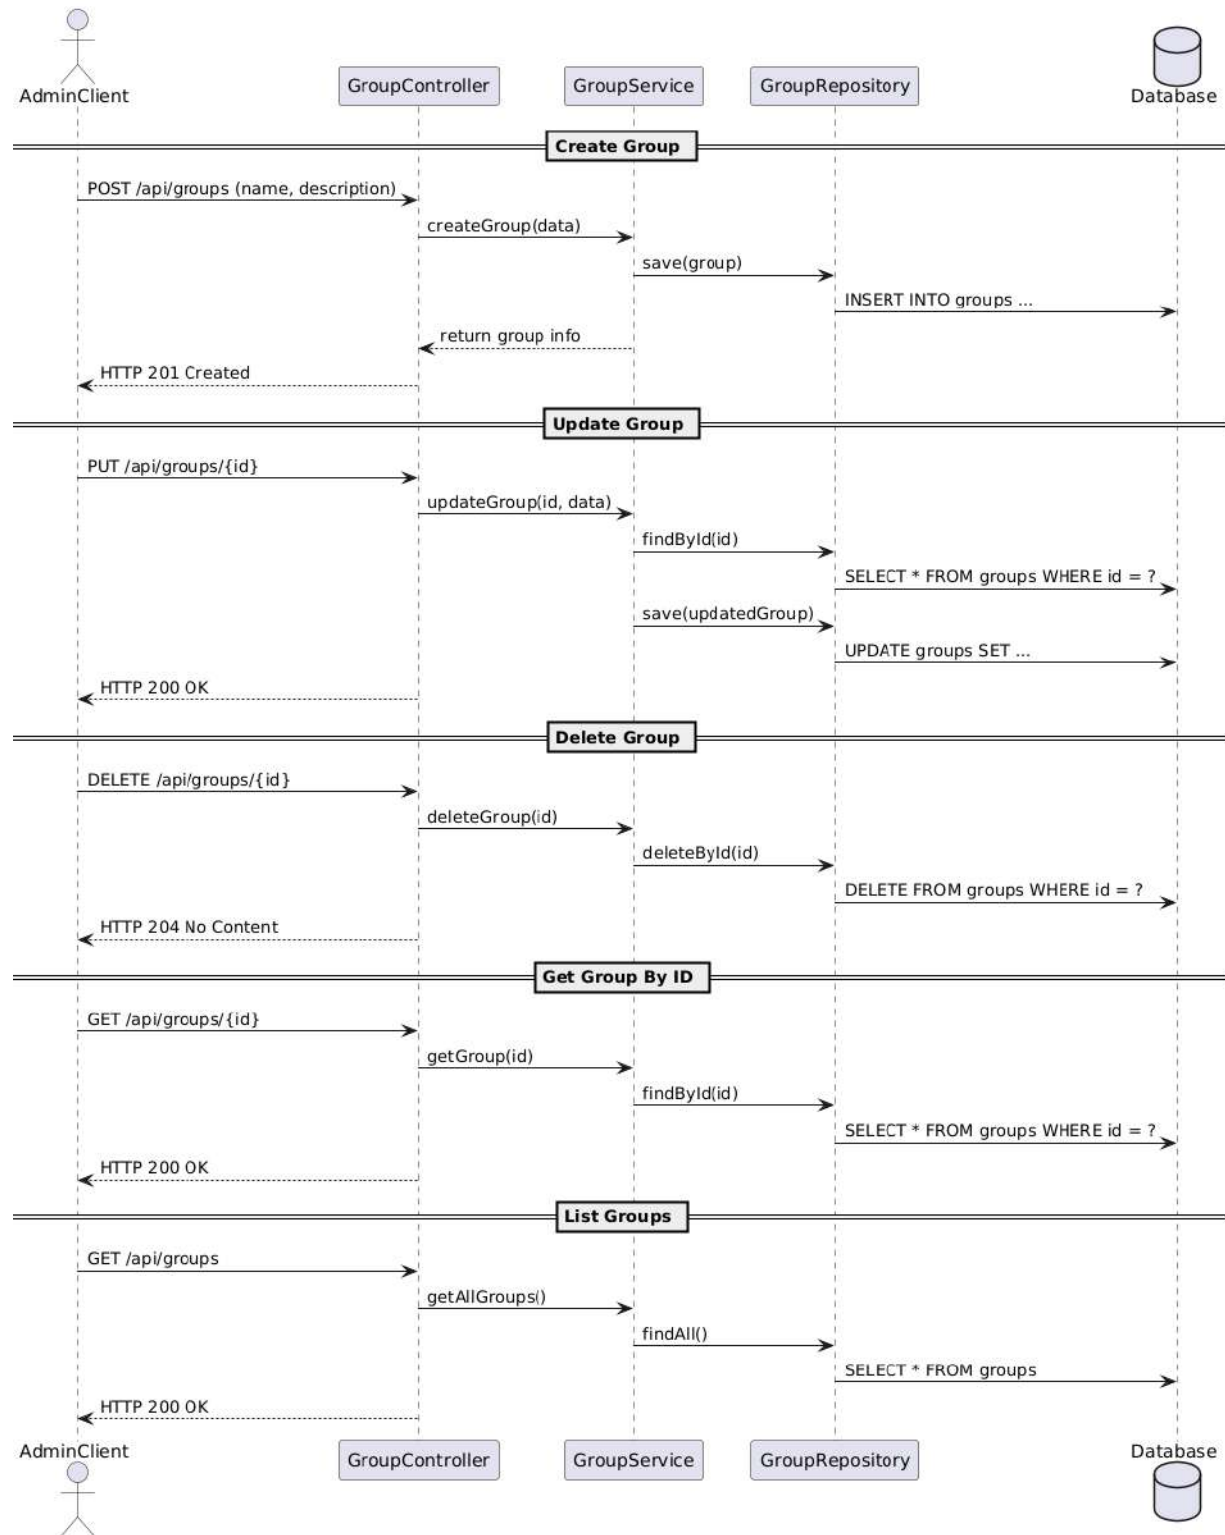 AdminClient
GroupController
GroupService
GroupRepository
Database
Create Group
POST /api/groups (name, description)
createGroup(data)
save(group)
INSERT INTO groups ...
return group info
HTTP 201 Created
Update Group
PUT /api/groups/{id}
updateGroup(id, data)
findById(id)
SELECT * FROM groups WHERE id = ?
save(updatedGroup)
UPDATE groups SET ...
HTTP 200 OK
Delete Group
DELETE /api/groups/{id}
deleteGroup(id)
deleteById(id)
DELETE FROM groups WHERE id = ?
HTTP 204 No Content
Get Group By ID
GET /api/groups/{id}
getGroup(id)
findById(id)
SELECT * FROM groups WHERE id = ?
HTTP 200 OK
List Groups
GET /api/groups
getAllGroups()
findAll()
SELECT * FROM groups
HTTP 200 OK
AdminClient
GroupController
GroupService
GroupRepository
Database